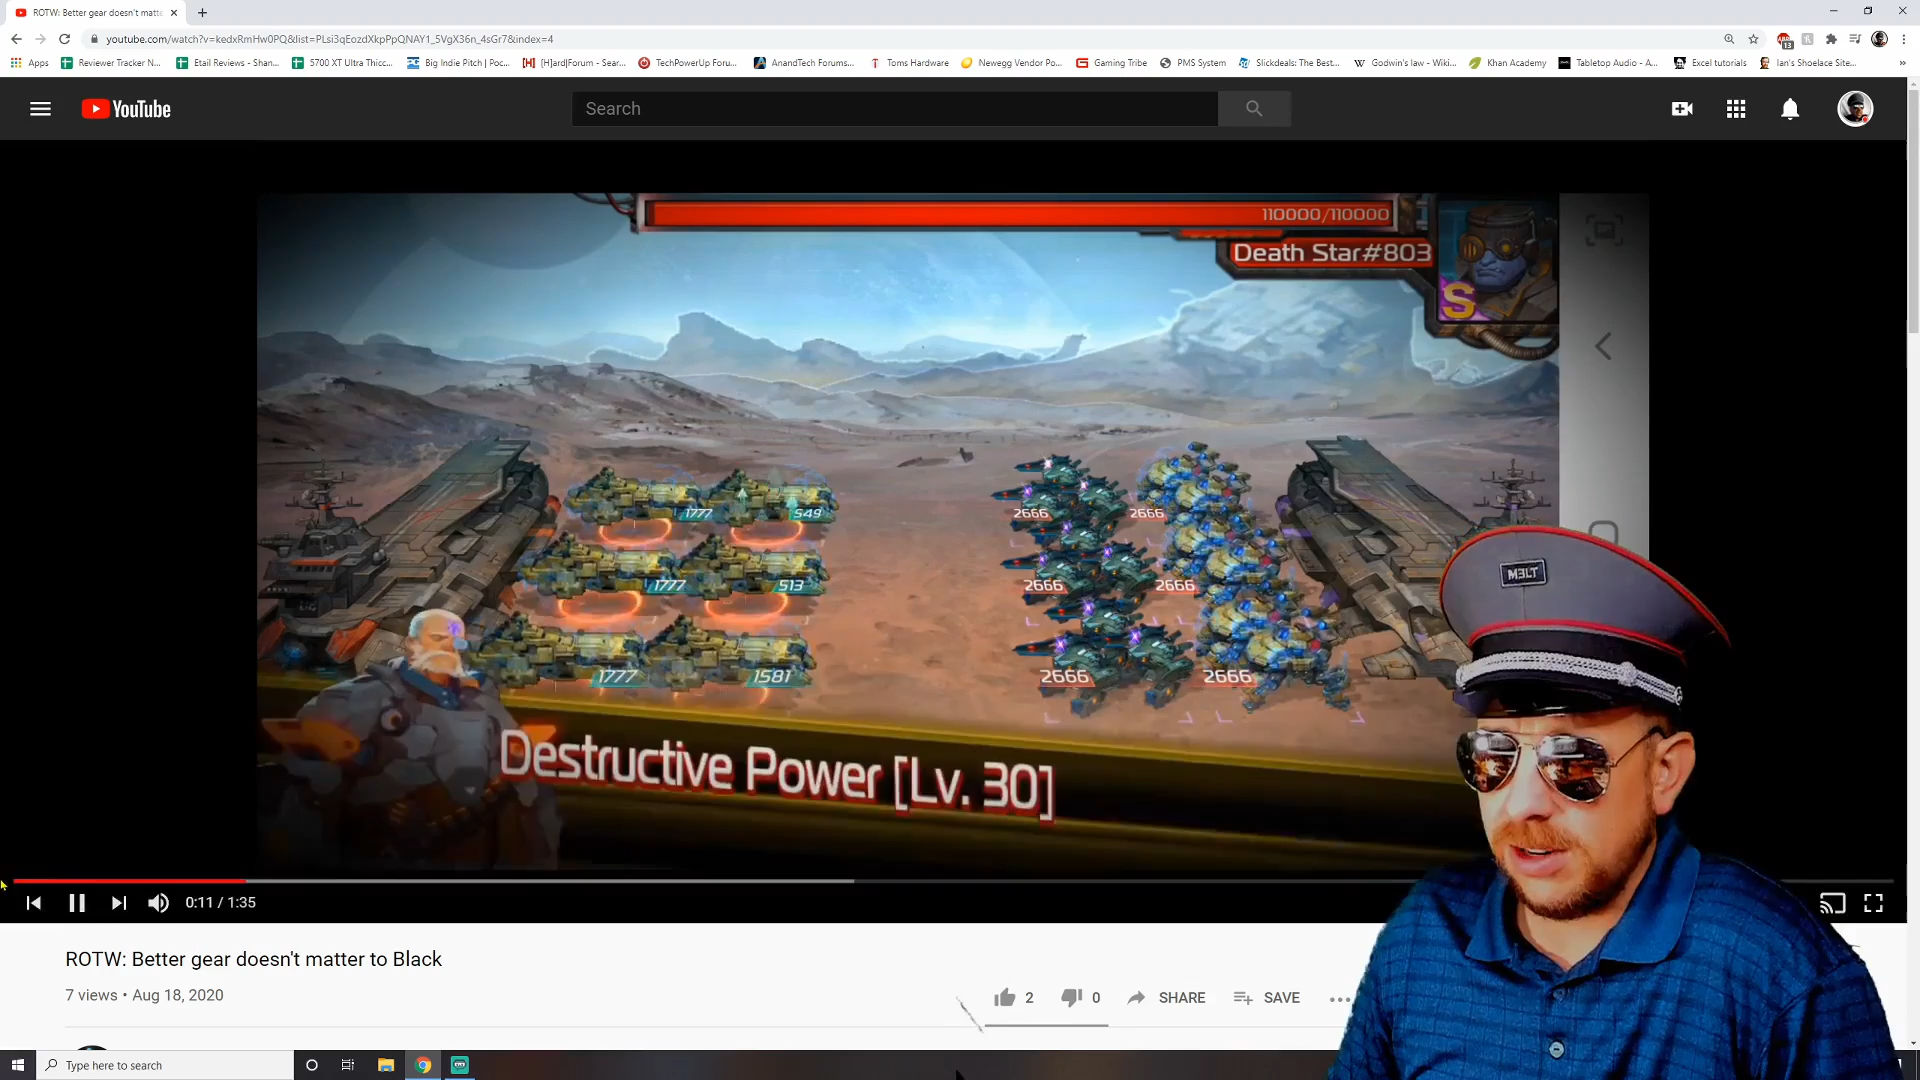 ROTW: Better gear doesn't matte
youtube.com/watch?v=kedxRmHw0PQ&list=PLsi3qEozdXkpPpQNAY1_5VgX36n_4sGr7&index=4
Apps Reviewer Tracker N... Etail Reviews - Shan... 5700 XT Ultra Thicc... Big Indie Pitch | Poc... [H]ard|Forum - Sear... TechPowerUp Foru... AnandTech Forums... Toms Hardware Newegg Vendor Po... Gaming Tribe PMS System Slickdeals: The Best... Godwin's law - Wiki... Khan Academy Tabletop Audio - A... Excel tutorials Ian's Shoelace Site... »
YouTube
Search
110000/110000
Death Star#803
S
1777 549 2666 2666
1777 513 2666 2666
1777 1581 2666 2666
M3LT
Destructive Power [Lv. 30]
0:11 / 1:35
ROTW: Better gear doesn't matter to Black
7 views • Aug 18, 2020
2 0 SHARE SAVE
Type here to search